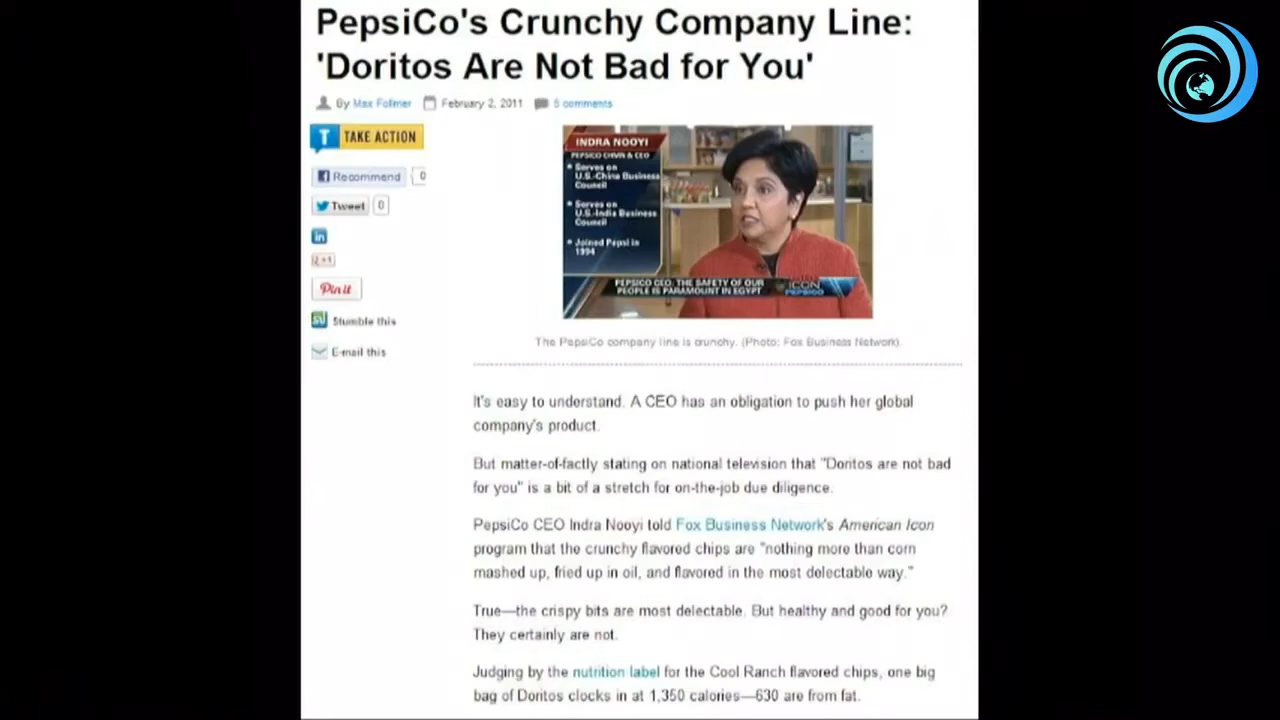 PepsiCo's Crunchy Company Line:
'Doritos Are Not Bad for You'
By Max Follmer February 2, 2011 5 comments
T TAKE ACTION
Recommend 0
Tweet 0
in
+1
Pin it
Stumble this
E-mail this
INDRA NOOYI
PEPSICO CHMN & CEO
• Serves on
U.S.-China Business
Council
• Serves on
U.S.-India Business
Council
• Joined Pepsi in
1994
PEPSICO CEO: THE SAFETY OF OUR
PEOPLE IS PARAMOUNT IN EGYPT
ICON
PEPSICO
The PepsiCo company line is crunchy. (Photo: Fox Business Network).
It's easy to understand. A CEO has an obligation to push her global
company's product.
But matter-of-factly stating on national television that "Doritos are not bad
for you" is a bit of a stretch for on-the-job due diligence.
PepsiCo CEO Indra Nooyi told Fox Business Network's American Icon
program that the crunchy flavored chips are "nothing more than corn
mashed up, fried up in oil, and flavored in the most delectable way."
True—the crispy bits are most delectable. But healthy and good for you?
They certainly are not.
Judging by the nutrition label for the Cool Ranch flavored chips, one big
bag of Doritos clocks in at 1,350 calories—630 are from fat.